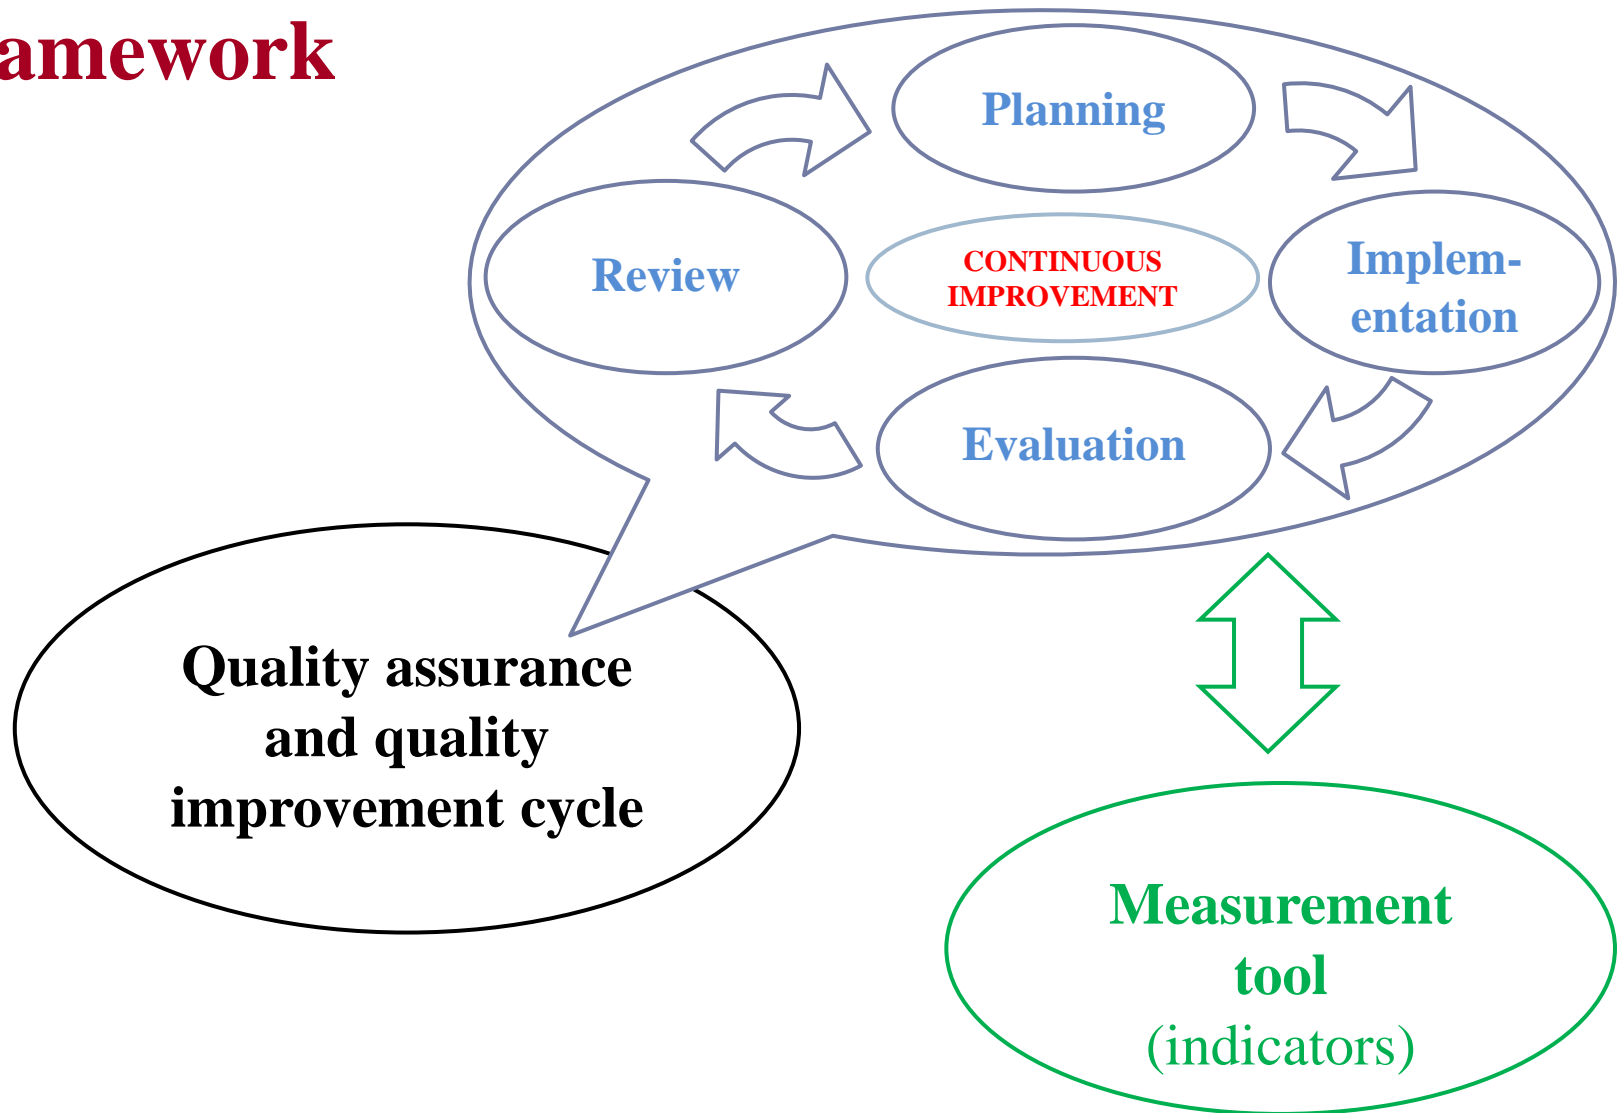 amework
Planning
Review
CONTINUOUS
IMPROVEMENT
Implem-
entation
Evaluation
Quality assurance
and quality
improvement cycle
Measurement
tool
(indicators)